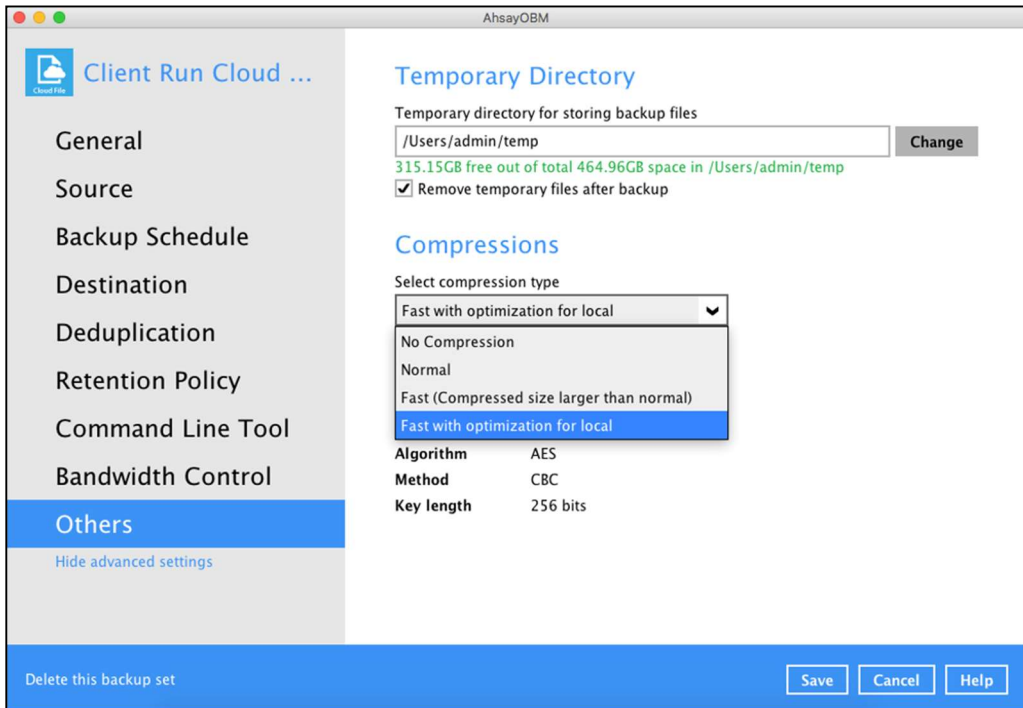 AhsayOBM
Client Run Cloud ...
Cloud File
General
Source
Backup Schedule
Destination
Deduplication
Retention Policy
Command Line Tool
Bandwidth Control
Others
Hide advanced settings
Temporary Directory
Temporary directory for storing backup files
/Users/admin/temp
Change
315.15GB free out of total 464.96GB space in /Users/admin/temp
Remove temporary files after backup
Compressions
Select compression type
Fast with optimization for local
No Compression
Normal
Fast (Compressed size larger than normal)
Fast with optimization for local
Algorithm AES
Method CBC
Key length 256 bits
Delete this backup set
Save Cancel Help